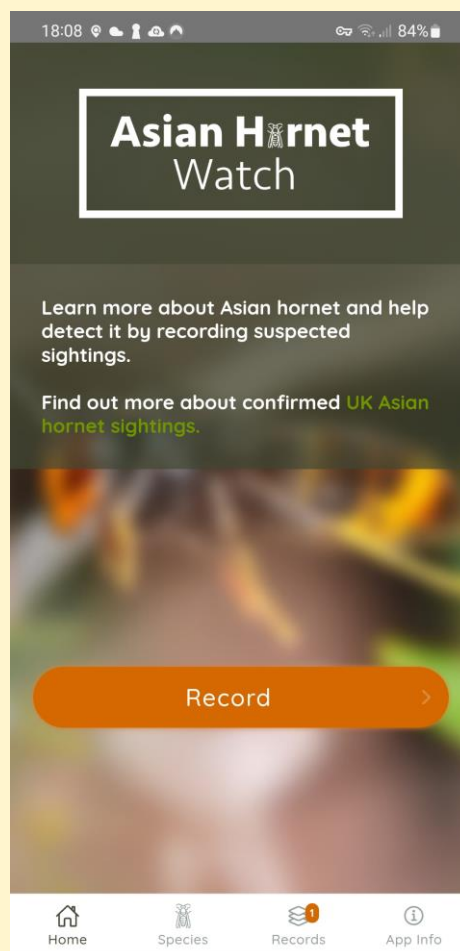 18:08 84%
Asian Hornet
Watch
Learn more about Asian hornet and help
detect it by recording suspected
sightings.
Find out more about confirmed UK Asian
hornet sightings.
Record
1
Home Species Records App Info